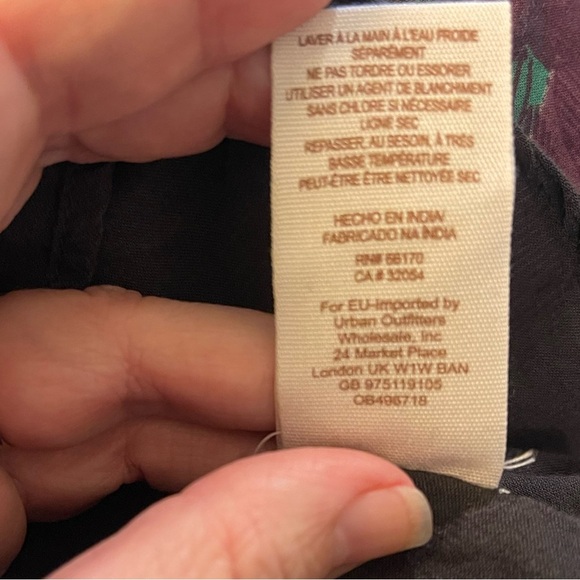 LAVER À LA MAIN À L'EAU FROIDE
SÉPARÉMENT
NE PAS TORDRE OU ESSORER
UTILISER UN AGENT DE BLANCHIMENT
SANS CHLORE SI NÉCESSAIRE
LIGNE SEC
REPASSER, AU BESOIN, À TRÈS
BASSE TEMPÉRATURE
PEUT-ÊTRE ÊTRE NETTOYÉE SEC
HECHO EN INDIA/
FABRICADO NA ÍNDIA
RN# 66170
CA # 32054
For EU-Imported by
Urban Outfitters
Wholesale, Inc
24 Market Place
London UK W1W 8AN
GB 975119105
OB496718